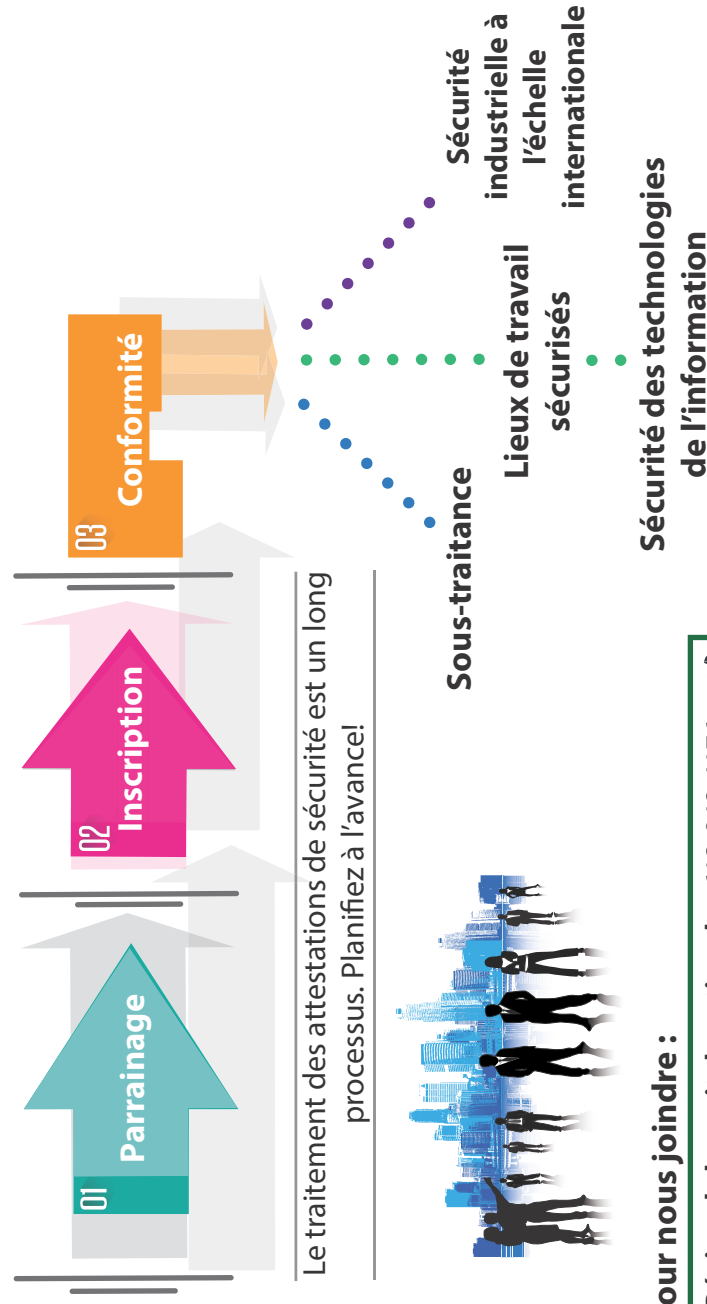 01
Parrainage
02
Inscription
03
Conformité
Le traitement des attestations de sécurité est un long
processus. Planifiez à l'avance!
Sous-traitance
Lieux de travail
sécurisés
Sécurité
industrielle à
l'échelle
internationale
Sécurité des technologies
de l'information
our nous joindre :